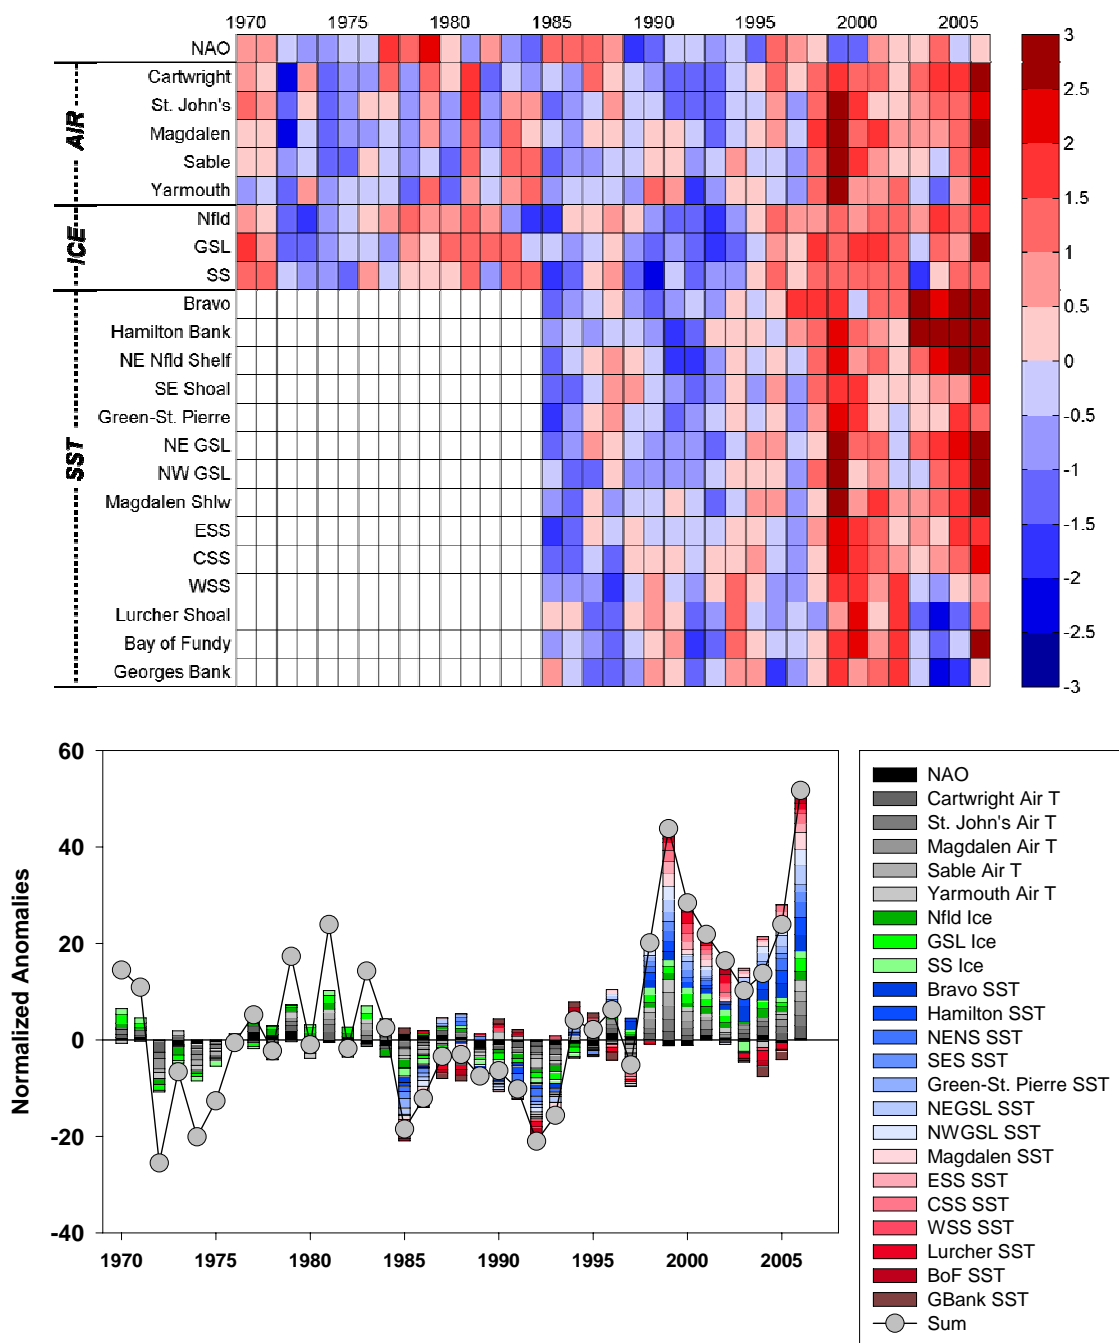 1970 1975 1980 1985 1990 1995 2000 2005
NAO
Cartwright
St. John's
Magdalen
Sable
Yarmouth
AIR
Nfld
GSL
SS
ICE
Bravo
Hamilton Bank
NE Nfld Shelf
SE Shoal
Green-St. Pierre
NE GSL
NW GSL
Magdalen Shlw
ESS
CSS
WSS
Lurcher Shoal
Bay of Fundy
Georges Bank
SST
3
2.5
2
1.5
1
0.5
0
-0.5
-1
-1.5
-2
-2.5
-3
Normalized Anomalies
60
40
20
0
-20
-40
1970 1975 1980 1985 1990 1995 2000 2005
NAO
Cartwright Air T
St. John's Air T
Magdalen Air T
Sable Air T
Yarmouth Air T
Nfld Ice
GSL Ice
SS Ice
Bravo SST
Hamilton SST
NENS SST
SES SST
Green-St. Pierre SST
NEGSL SST
NWGSL SST
Magdalen SST
ESS SST
CSS SST
WSS SST
Lurcher SST
BoF SST
GBank SST
Sum